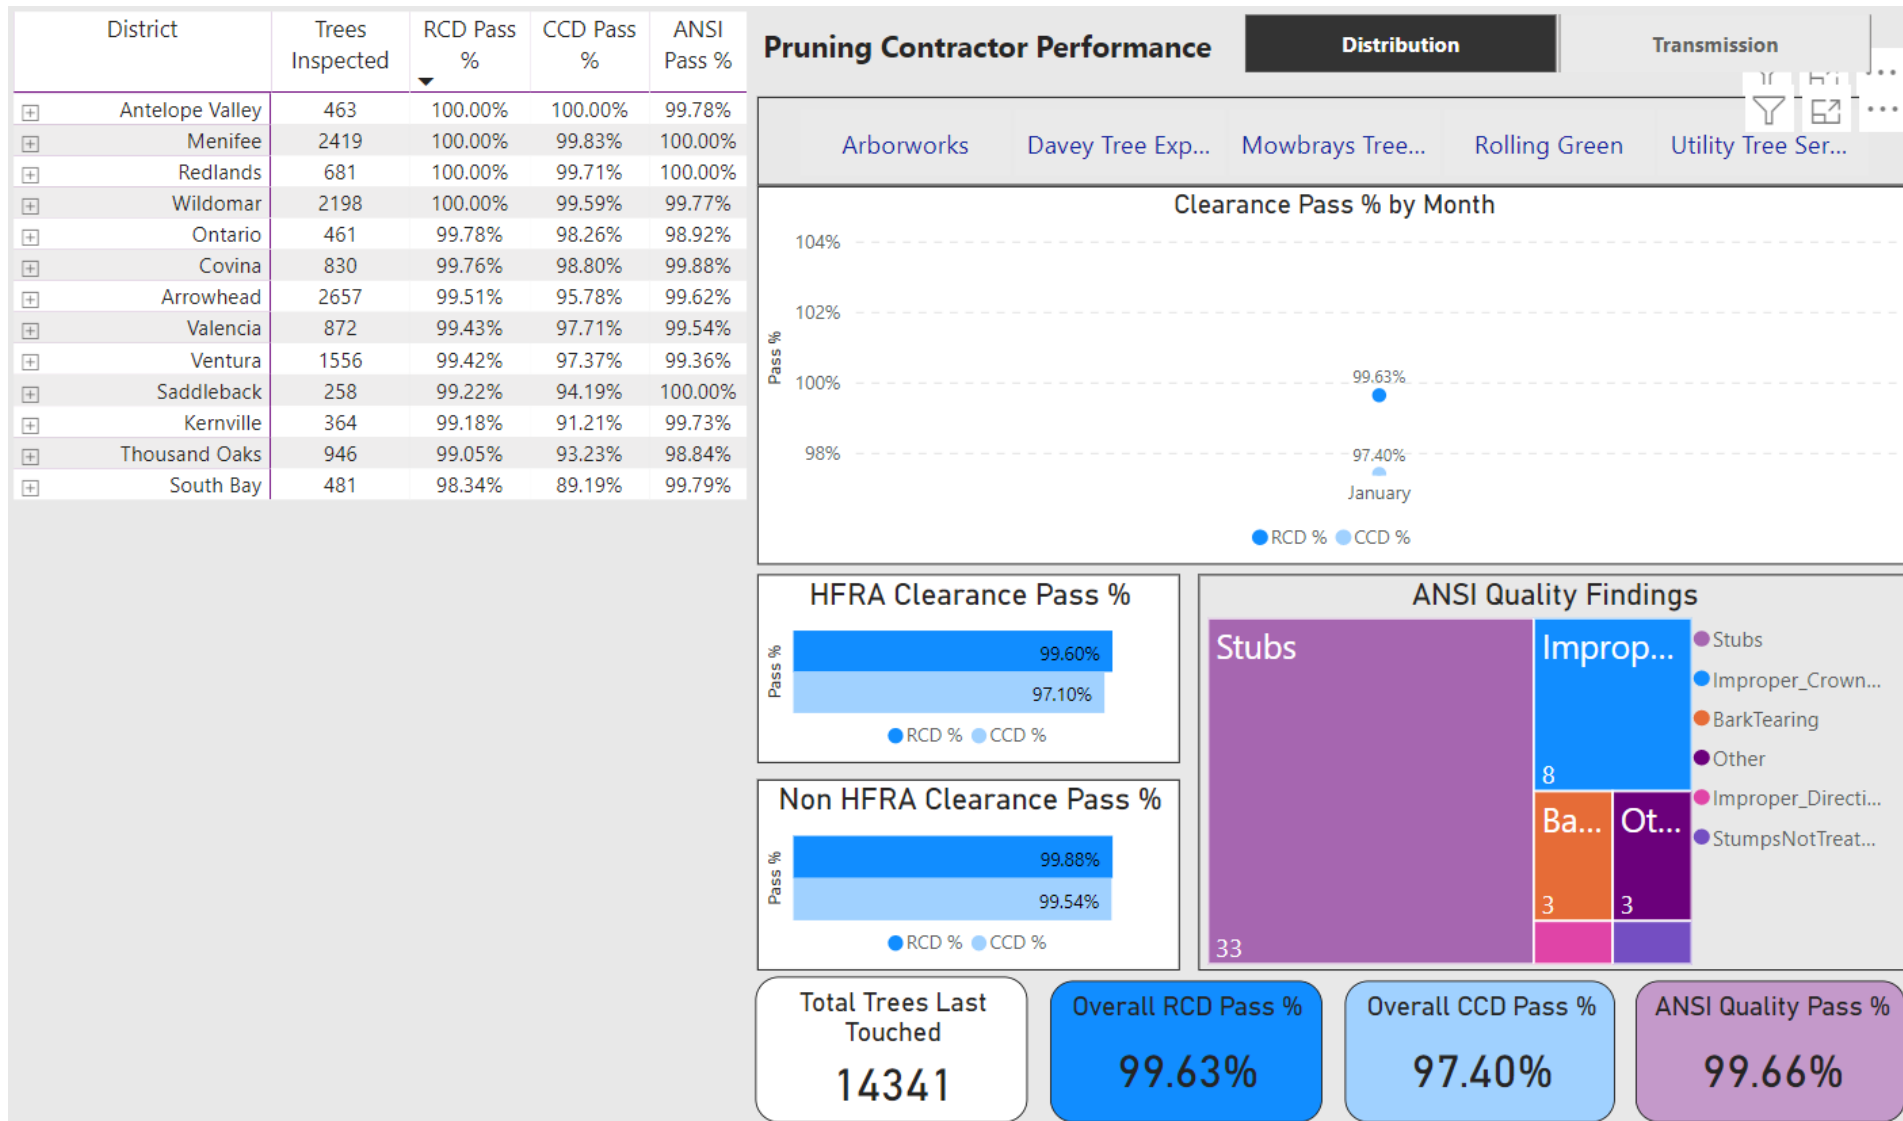 District Trees Inspected RCD Pass % CCD Pass % ANSI Pass %
Antelope Valley 463 100.00% 100.00% 99.78%
Menifee 2419 100.00% 99.83% 100.00%
Redlands 681 100.00% 99.71% 100.00%
Wildomar 2198 100.00% 99.59% 99.77%
Ontario 461 99.78% 98.26% 98.92%
Covina 830 99.76% 98.80% 99.88%
Arrowhead 2657 99.51% 95.78% 99.62%
Valencia 872 99.43% 97.71% 99.54%
Ventura 1556 99.42% 97.37% 99.36%
Saddleback 258 99.22% 94.19% 100.00%
Kernville 364 99.18% 91.21% 99.73%
Thousand Oaks 946 99.05% 93.23% 98.84%
South Bay 481 98.34% 89.19% 99.79%
Pruning Contractor Performance
Distribution Transmission
Arborworks Davey Tree Exp... Mowbrays Tree... Rolling Green Utility Tree Ser...
Clearance Pass % by Month
104%
102%
100%
98%
Pass %
99.63%
97.40%
January
RCD % CCD %
HFRA Clearance Pass %
Pass %
99.60%
97.10%
RCD % CCD %
Non HFRA Clearance Pass %
Pass %
99.88%
99.54%
RCD % CCD %
ANSI Quality Findings
Stubs
33
Improp...
8
Ba...
3
Ot...
3
Stubs
Improper_Crown...
BarkTearing
Other
Improper_Directi...
StumpsNotTreat...
Total Trees Last
Touched
14341
Overall RCD Pass %
99.63%
Overall CCD Pass %
97.40%
ANSI Quality Pass %
99.66%